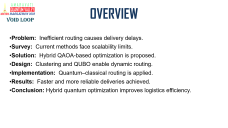 OVERVIEW
VOID LOOP
•Problem: Inefficient routing causes delivery delays.
•Survey: Current methods face scalability limits.
•Solution: Hybrid QAOA-based optimization is proposed.
•Design: Clustering and QUBO enable dynamic routing.
•Implementation: Quantum–classical routing is applied.
•Results: Faster and more reliable deliveries achieved.
•Conclusion: Hybrid quantum optimization improves logistics efficiency.